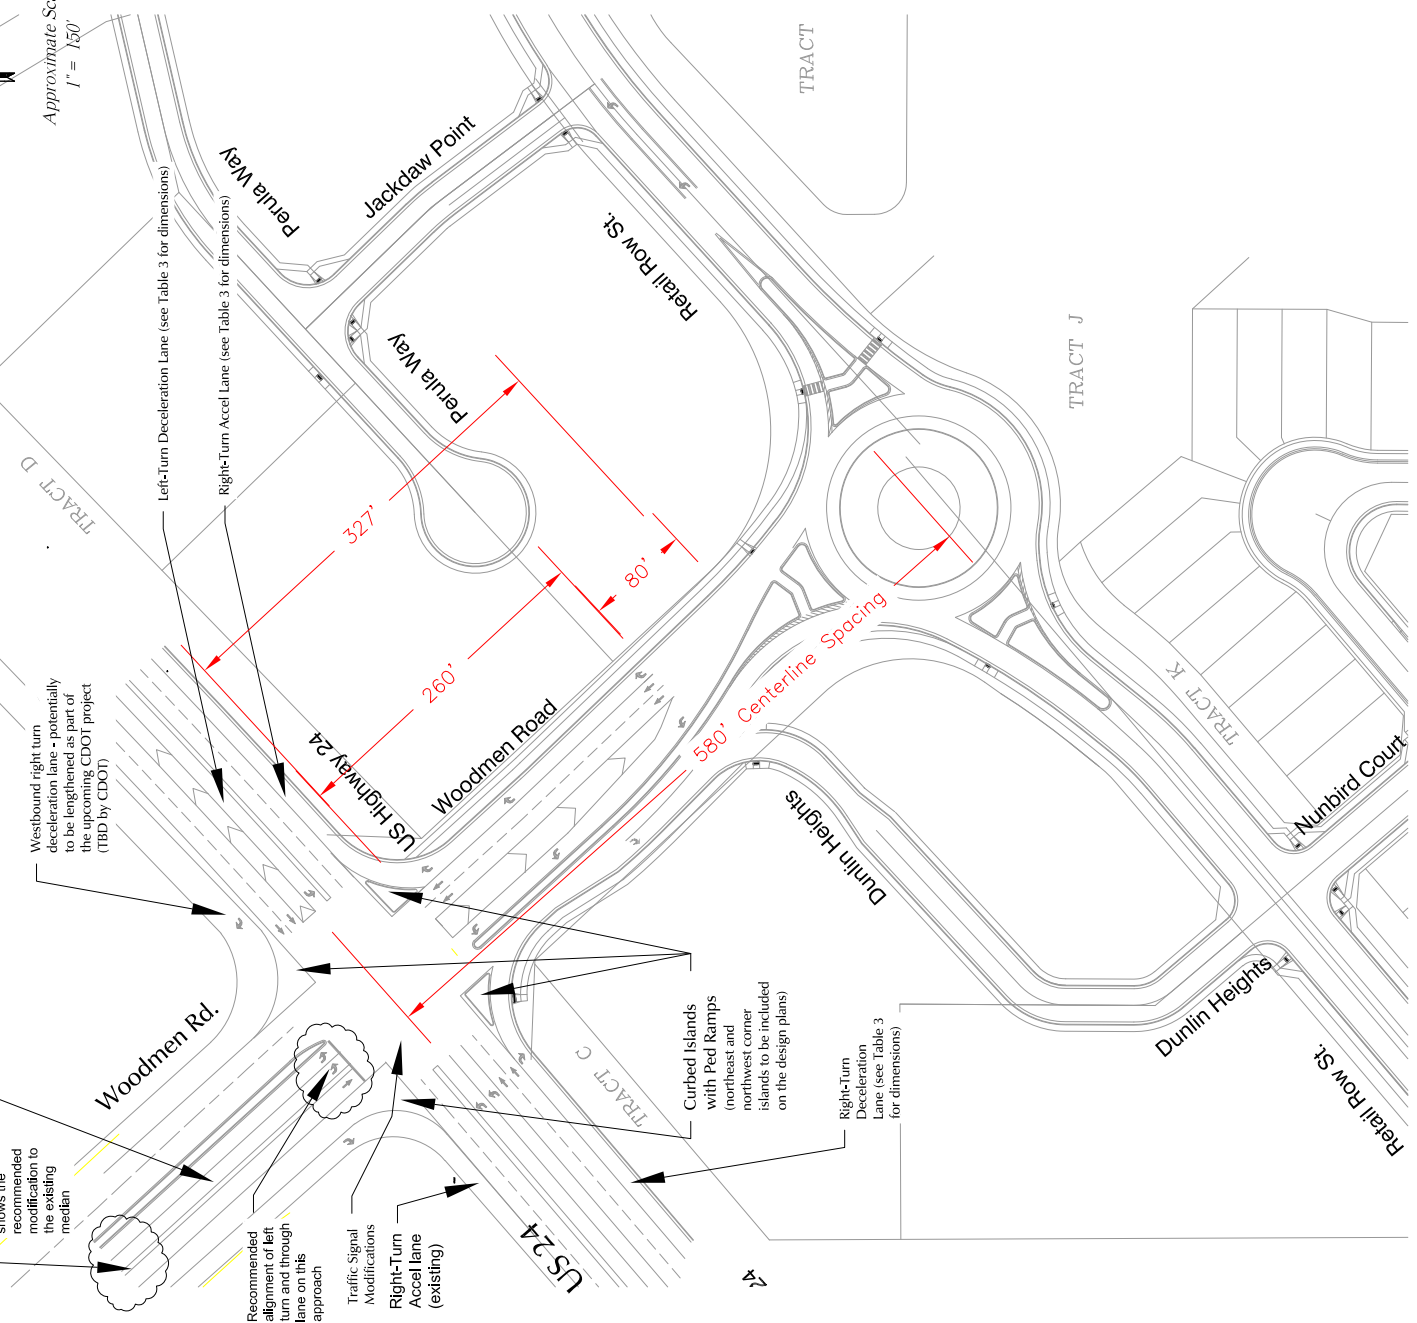 Approximate Sc
1" = 150'
TRACT
Perula Way
Jackdaw Point
Left-Turn Deceleration Lane (see Table 3 for dimensions)
Right-Turn Accel Lane (see Table 3 for dimensions)
Retail Row St.
Perula Way
TRACT J
TRACT D
327'
80'
260'
580' Centerline Spacing
Westbound right turn
deceleration lane - potentially
to be lengthened as part of
the upcoming CDOT project
(TBD by CDOT)
US Highway 24
Woodmen Road
TRACT K
Nunbird Court
Dunlin Heights
Woodmen Rd.
Dunlin Heights
Retail Row St.
TRACT C
Curbed Islands
with Ped Ramps
(northeast and
northwest corner
islands to be included
on the design plans)
Right-Turn
Deceleration
Lane (see Table 3
for dimensions)
shows the
recommended
modification to
the existing
median
Recommended
alignment of left
turn and through
lane on this
approach
Traffic Signal
Modifications
Right-Turn
Accel lane
(existing)
US 24
24